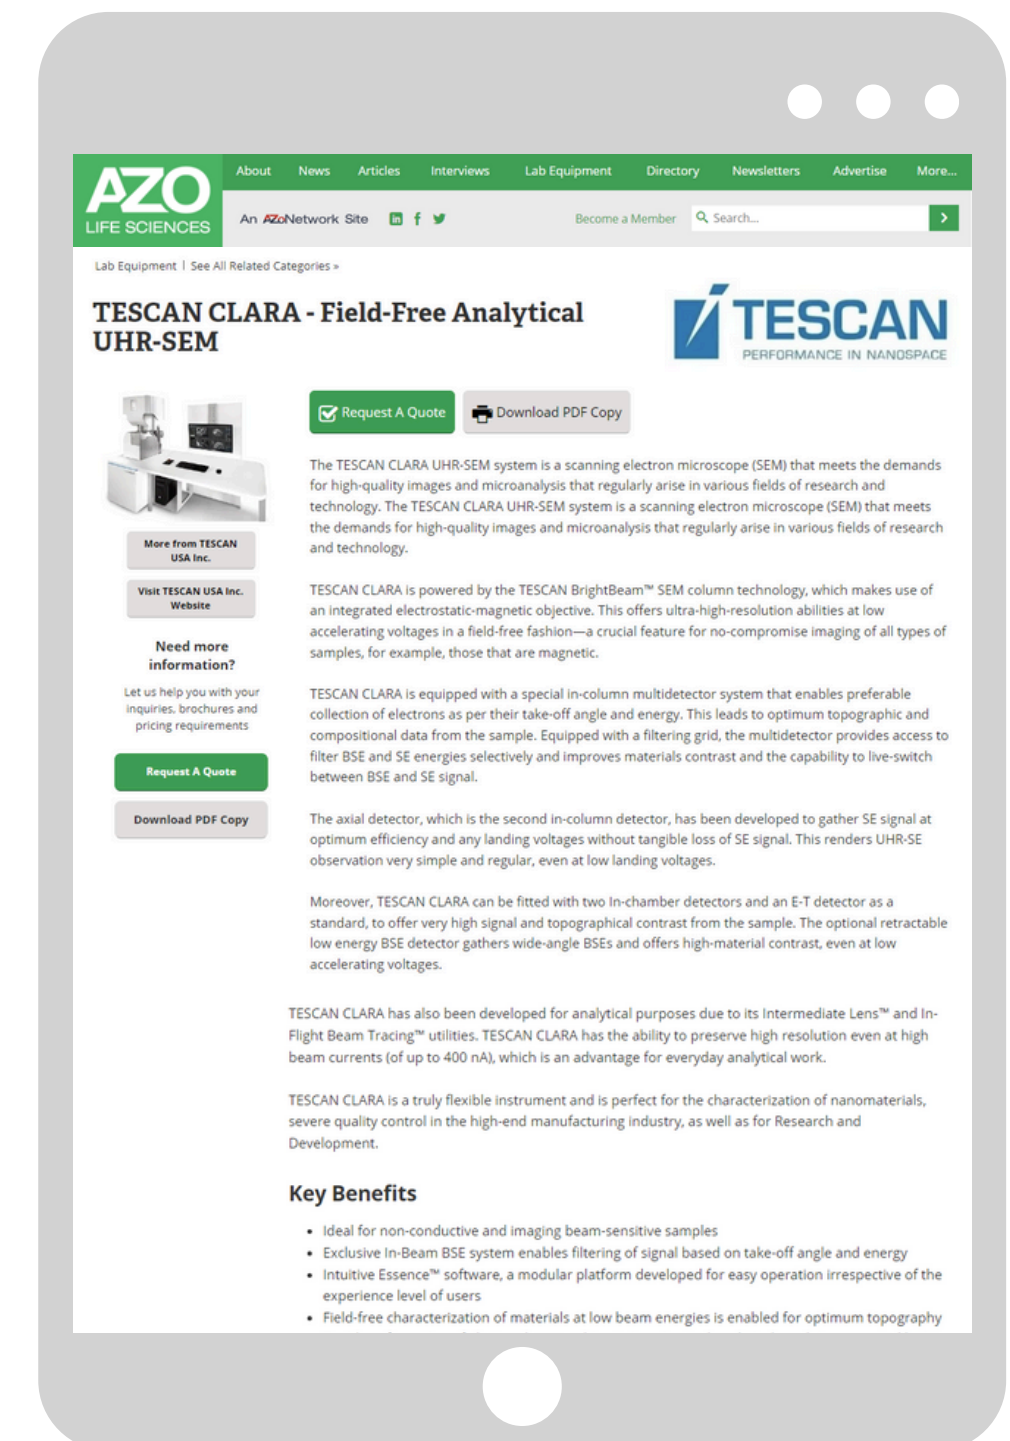 AZO
LIFE SCIENCES
About News Articles Interviews Lab Equipment Directory Newsletters Advertise More...
An AZoNetwork Site
Become a Member
Search...
Lab Equipment | See All Related Categories »
TESCAN CLARA - Field-Free Analytical
UHR-SEM
TESCAN
PERFORMANCE IN NANOSPACE
More from TESCAN
USA Inc.
Visit TESCAN USA Inc.
Website
Need more
information?
Let us help you with your
inquiries, brochures and
pricing requirements
Request A Quote
Download PDF Copy
Request A Quote
Download PDF Copy
The TESCAN CLARA UHR-SEM system is a scanning electron microscope (SEM) that meets the demands
for high-quality images and microanalysis that regularly arise in various fields of research and
technology. The TESCAN CLARA UHR-SEM system is a scanning electron microscope (SEM) that meets
the demands for high-quality images and microanalysis that regularly arise in various fields of research
and technology.
TESCAN CLARA is powered by the TESCAN BrightBeam™ SEM column technology, which makes use of
an integrated electrostatic-magnetic objective. This offers ultra-high-resolution abilities at low
accelerating voltages in a field-free fashion—a crucial feature for no-compromise imaging of all types of
samples, for example, those that are magnetic.
TESCAN CLARA is equipped with a special in-column multidetector system that enables preferable
collection of electrons as per their take-off angle and energy. This leads to optimum topographic and
compositional data from the sample. Equipped with a filtering grid, the multidetector provides access to
filter BSE and SE energies selectively and improves materials contrast and the capability to live-switch
between BSE and SE signal.
The axial detector, which is the second in-column detector, has been developed to gather SE signal at
optimum efficiency and any landing voltages without tangible loss of SE signal. This renders UHR-SE
observation very simple and regular, even at low landing voltages.
Moreover, TESCAN CLARA can be fitted with two In-chamber detectors and an E-T detector as a
standard, to offer very high signal and topographical contrast from the sample. The optional retractable
low energy BSE detector gathers wide-angle BSEs and offers high-material contrast, even at low
accelerating voltages.
TESCAN CLARA has also been developed for analytical purposes due to its Intermediate Lens™ and In-
Flight Beam Tracing™ utilities. TESCAN CLARA has the ability to preserve high resolution even at high
beam currents (of up to 400 nA), which is an advantage for everyday analytical work.
TESCAN CLARA is a truly flexible instrument and is perfect for the characterization of nanomaterials,
severe quality control in the high-end manufacturing industry, as well as for Research and
Development.
Key Benefits
• Ideal for non-conductive and imaging beam-sensitive samples
• Exclusive In-Beam BSE system enables filtering of signal based on take-off angle and energy
• Intuitive Essence™ software, a modular platform developed for easy operation irrespective of the
experience level of users
• Field-free characterization of materials at low beam energies is enabled for optimum topography